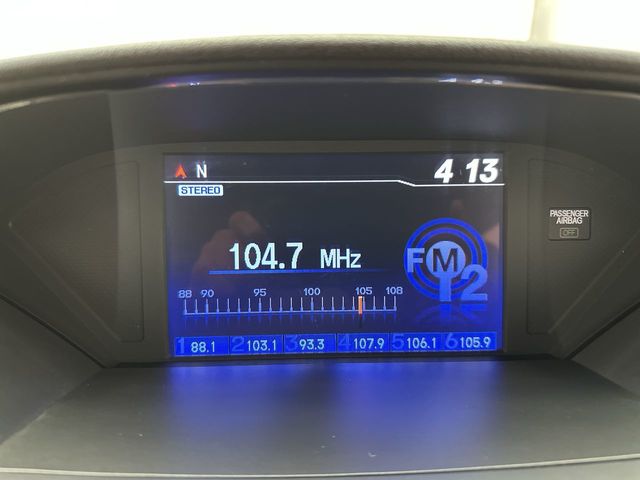 N
4 13
STEREO
PASSENGER
AIRBAG
OFF
104.7 MHz
FM 2
88 90 95 100 105 108
1 88.1 2 103.1 3 93.3 4 107.9 5 106.1 6 105.9